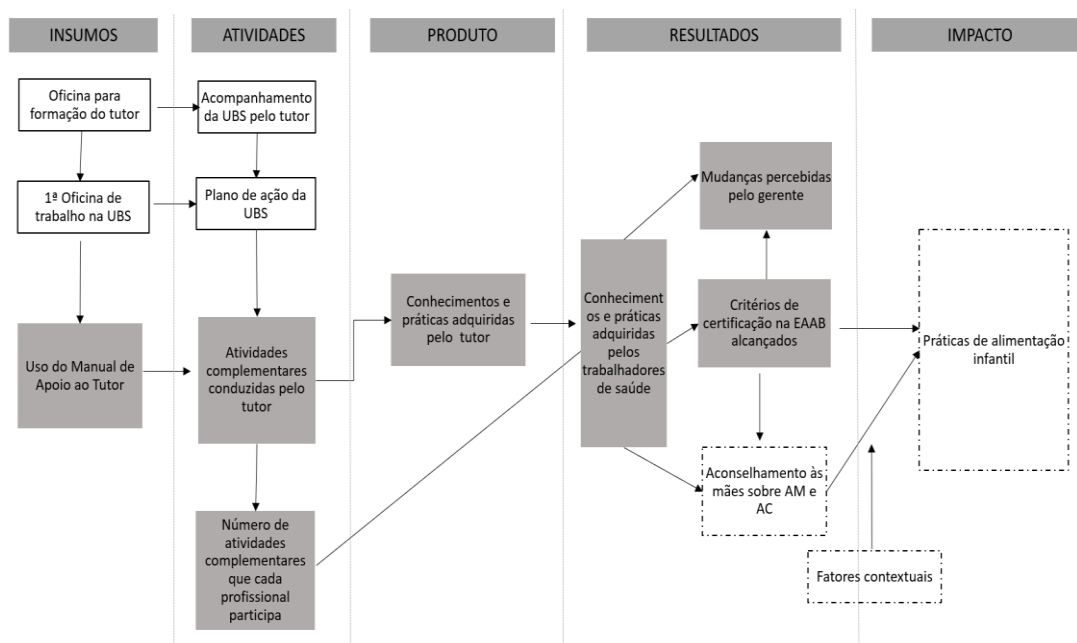 INSUMOS
ATIVIDADES
PRODUTO
RESULTADOS
IMPACTO
Oficina para
formação do tutor
Acompanhamento
da UBS pelo tutor
1ª Oficina de
trabalho na UBS
Plano de ação da
UBS
Uso do Manual de
Apoio ao Tutor
Atividades
complementares
conduzidas pelo
tutor
Número de
atividades
complementares
que cada
profissional
participa
Conhecimentos e
práticas adquiridas
pelo tutor
Conheciment
os e práticas
adquiridas
pelos
trabalhadores
de saúde
Mudanças percebidas
pelo gerente
Critérios de
certificação na EAAB
alcançados
Aconselhamento às
mães sobre AM e
AC
Práticas de alimentação
infantil
Fatores contextuais